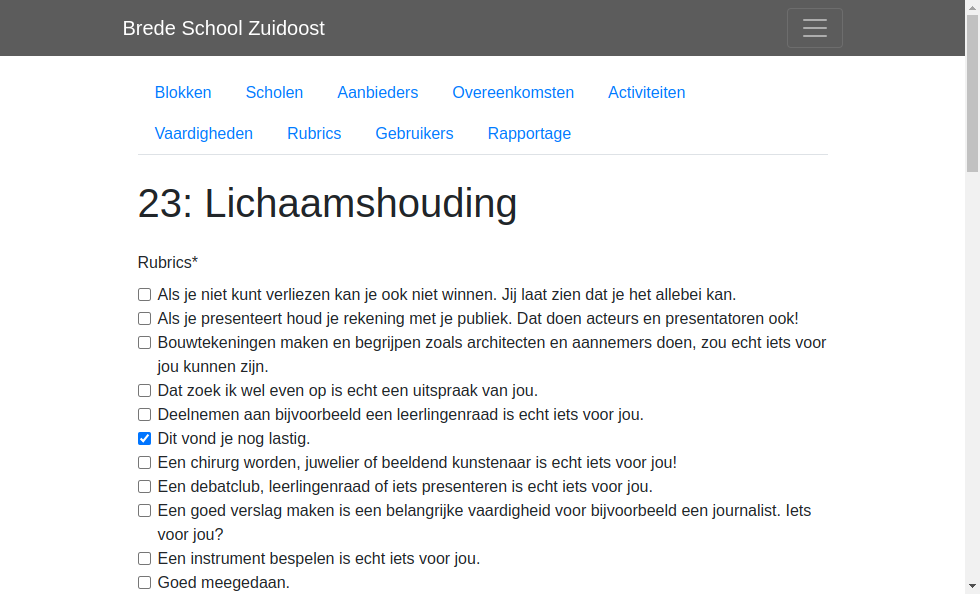 Brede School Zuidoost
Blokken Scholen Aanbieders Overeenkomsten Activiteiten
Vaardigheden Rubrics Gebruikers Rapportage
23: Lichaamshouding
Rubrics*
Als je niet kunt verliezen kan je ook niet winnen. Jij laat zien dat je het allebei kan.
Als je presenteert houd je rekening met je publiek. Dat doen acteurs en presentatoren ook!
Bouwtekeningen maken en begrijpen zoals architecten en aannemers doen, zou echt iets voor
jou kunnen zijn.
Dat zoek ik wel even op is echt een uitspraak van jou.
Deelnemen aan bijvoorbeeld een leerlingenraad is echt iets voor jou.
Dit vond je nog lastig.
Een chirurg worden, juwelier of beeldend kunstenaar is echt iets voor jou!
Een debatclub, leerlingenraad of iets presenteren is echt iets voor jou.
Een goed verslag maken is een belangrijke vaardigheid voor bijvoorbeeld een journalist. Iets
voor jou?
Een instrument bespelen is echt iets voor jou.
Goed meegedaan.